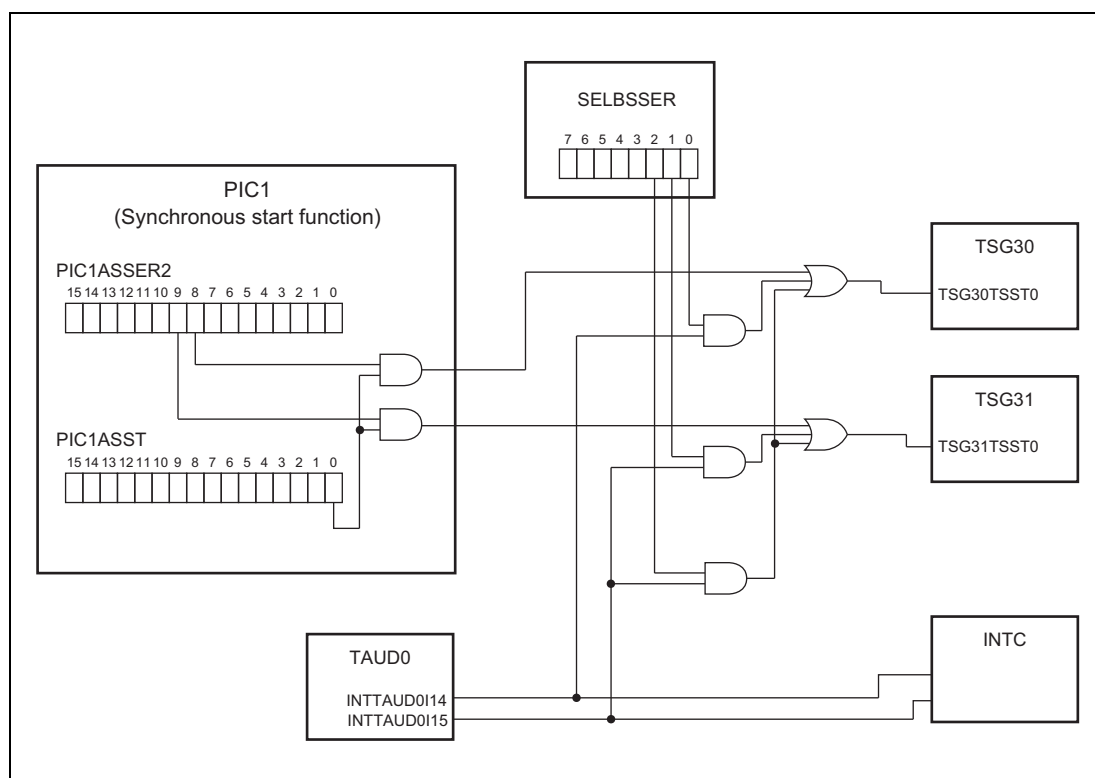 SELBSSER
7 6 5 4 3 2 1 0
PIC1
(Synchronous start function)
PIC1ASSER2
15 14 13 12 11 10 9 8 7 6 5 4 3 2 1 0
PIC1ASST
15 14 13 12 11 10 9 8 7 6 5 4 3 2 1 0
TSG30
TSG30TSST0
TSG31
TSG31TSST0
TAUD0
INTTAUD0I14
INTTAUD0I15
INTC